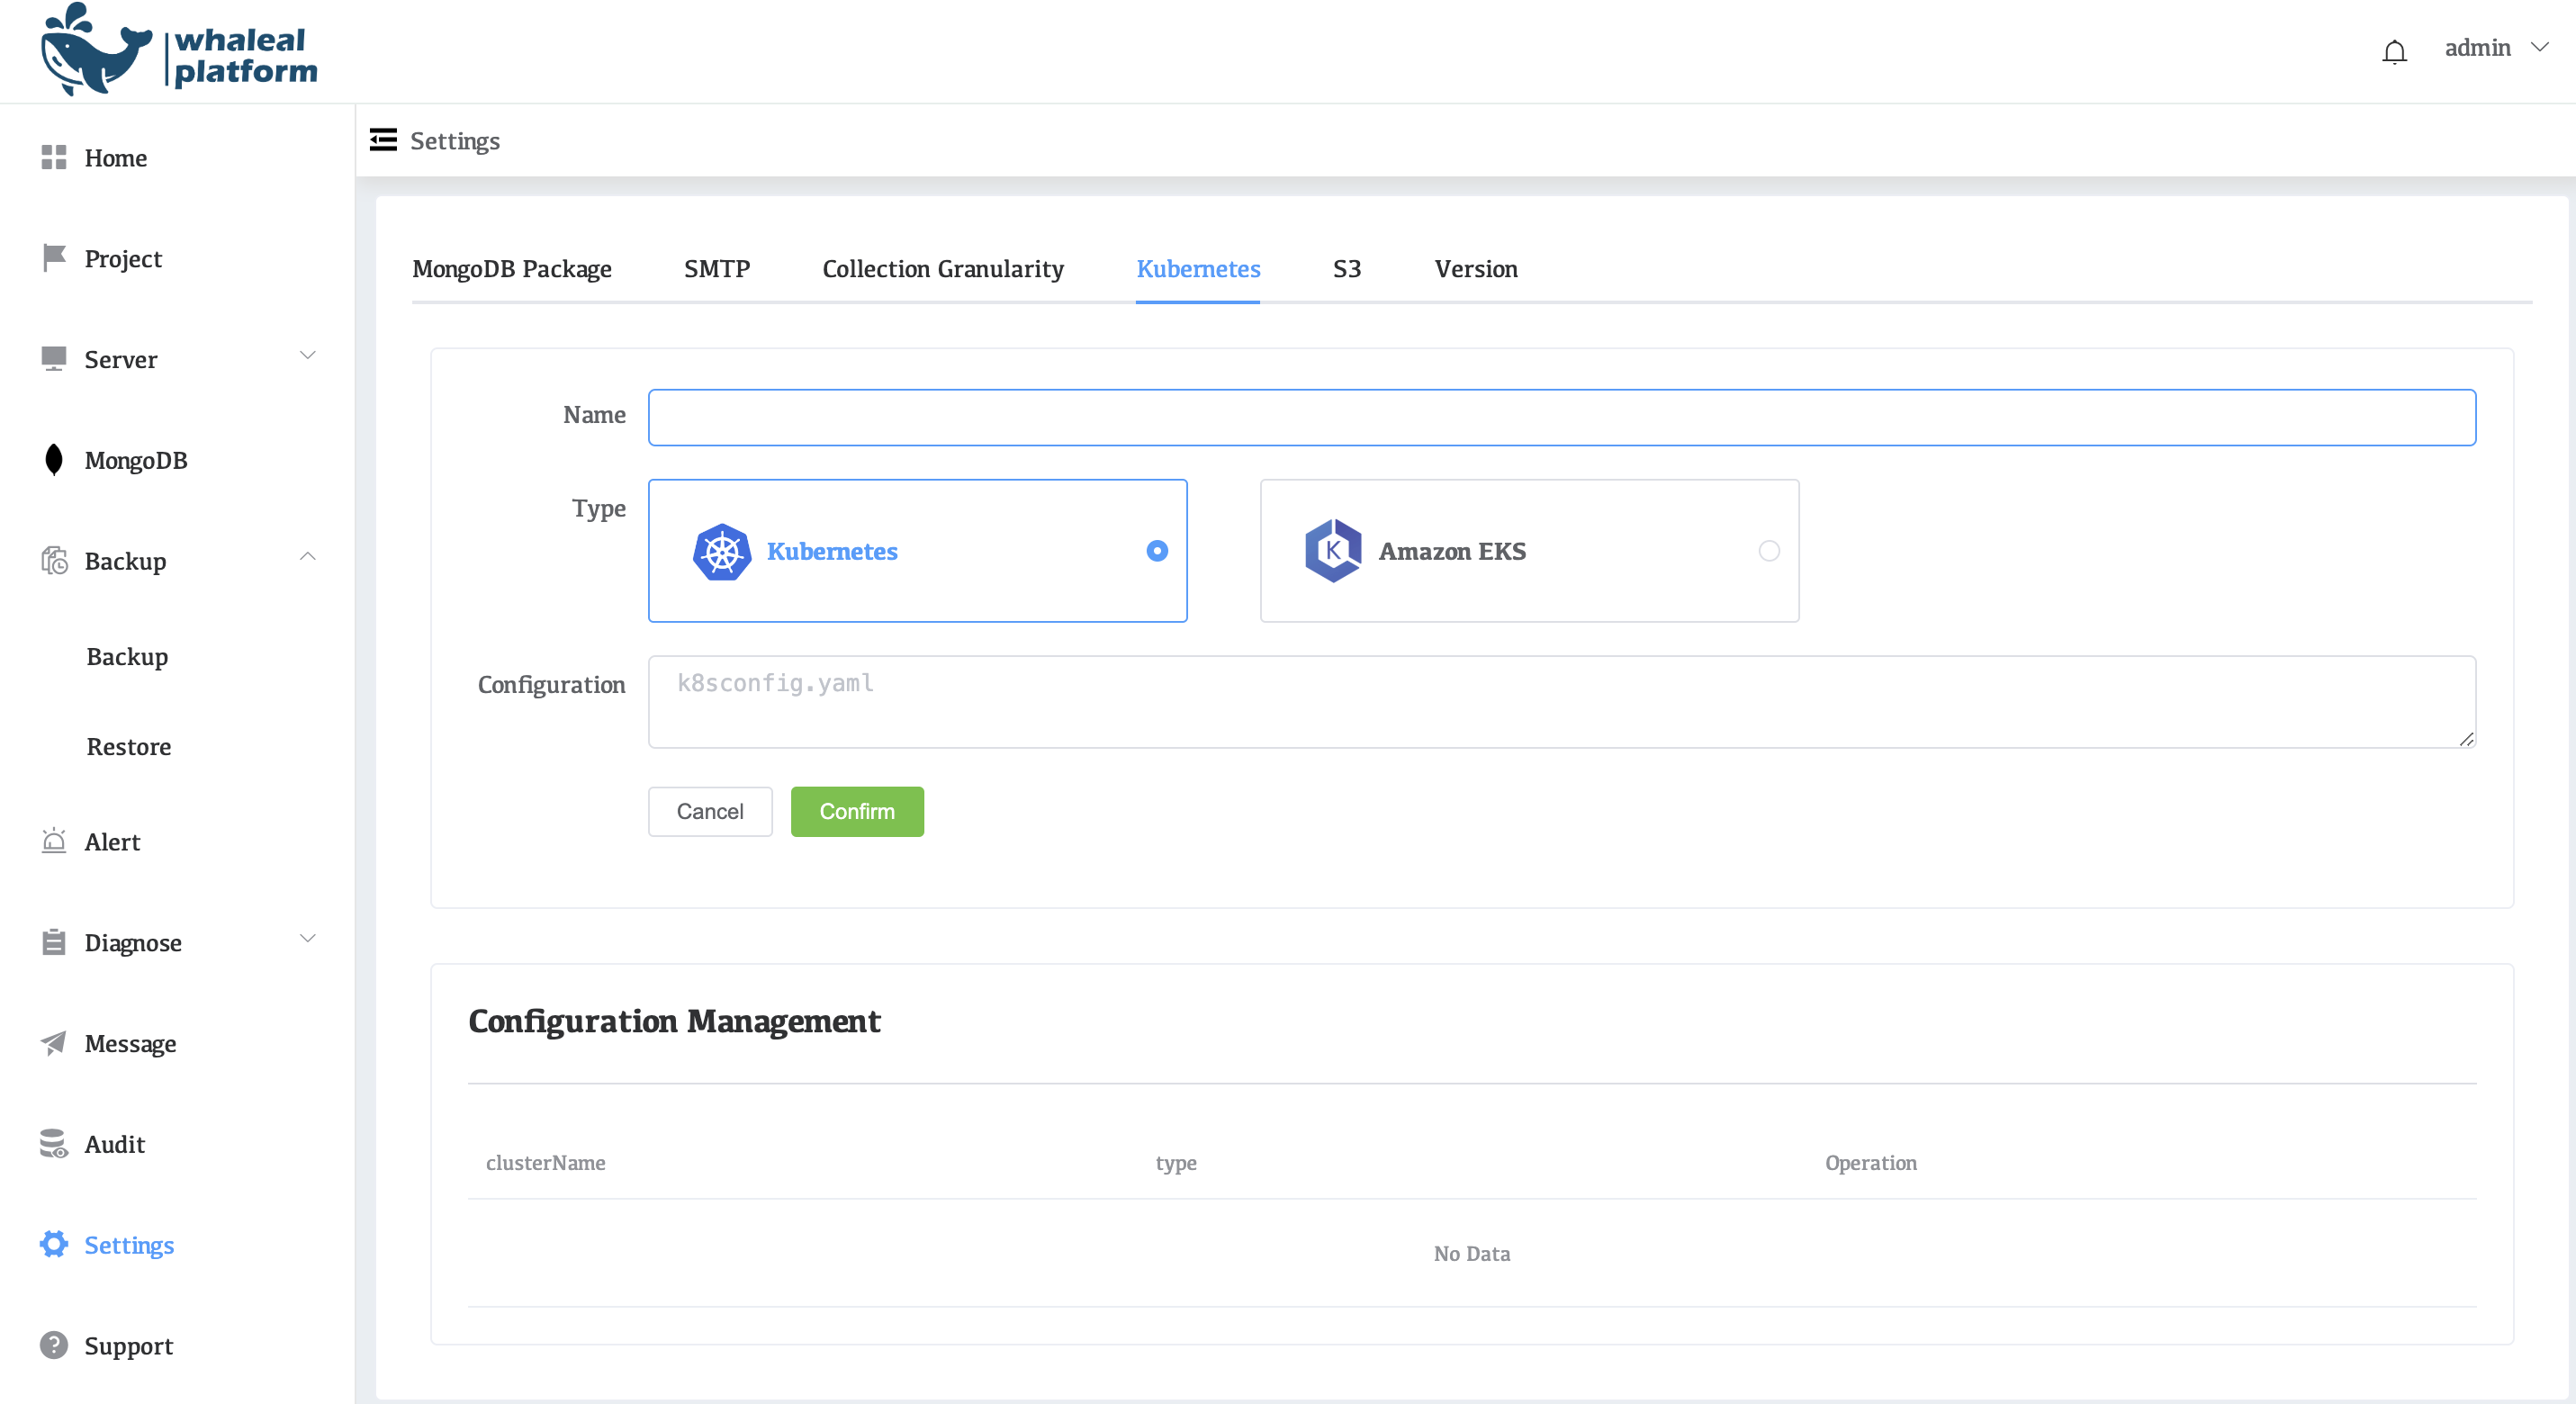 whaleal
platform
admin
Home
Project
Server
MongoDB
Backup
Backup
Restore
Alert
Diagnose
Message
Audit
Settings
Support
Settings
MongoDB Package SMTP Collection Granularity Kubernetes S3 Version
Name
Type Kubernetes K Amazon EKS
Configuration k8sconfig.yaml
Cancel Confirm
Configuration Management
clusterName type Operation
No Data